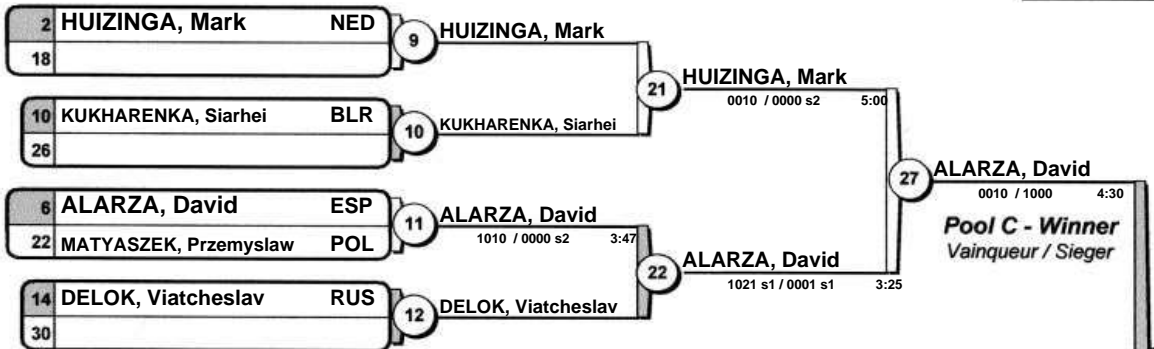 2 HUIZINGA, Mark NED
18
9
HUIZINGA, Mark
10 KUKHARENKA, Siarhei BLR
26
10
KUKHARENKA, Siarhei
21
HUIZINGA, Mark
0010 / 0000 s2 5:00
6 ALARZA, David ESP
22 MATYASZEK, Przemyslaw POL
11
ALARZA, David
1010 / 0000 s2 3:47
14 DELOK, Viatcheslav RUS
30
12
DELOK, Viatcheslav
22
ALARZA, David
1021 s1 / 0001 s1 3:25
27
ALARZA, David
0010 / 1000 4:30
Pool C - Winner
Vainqueur / Sieger